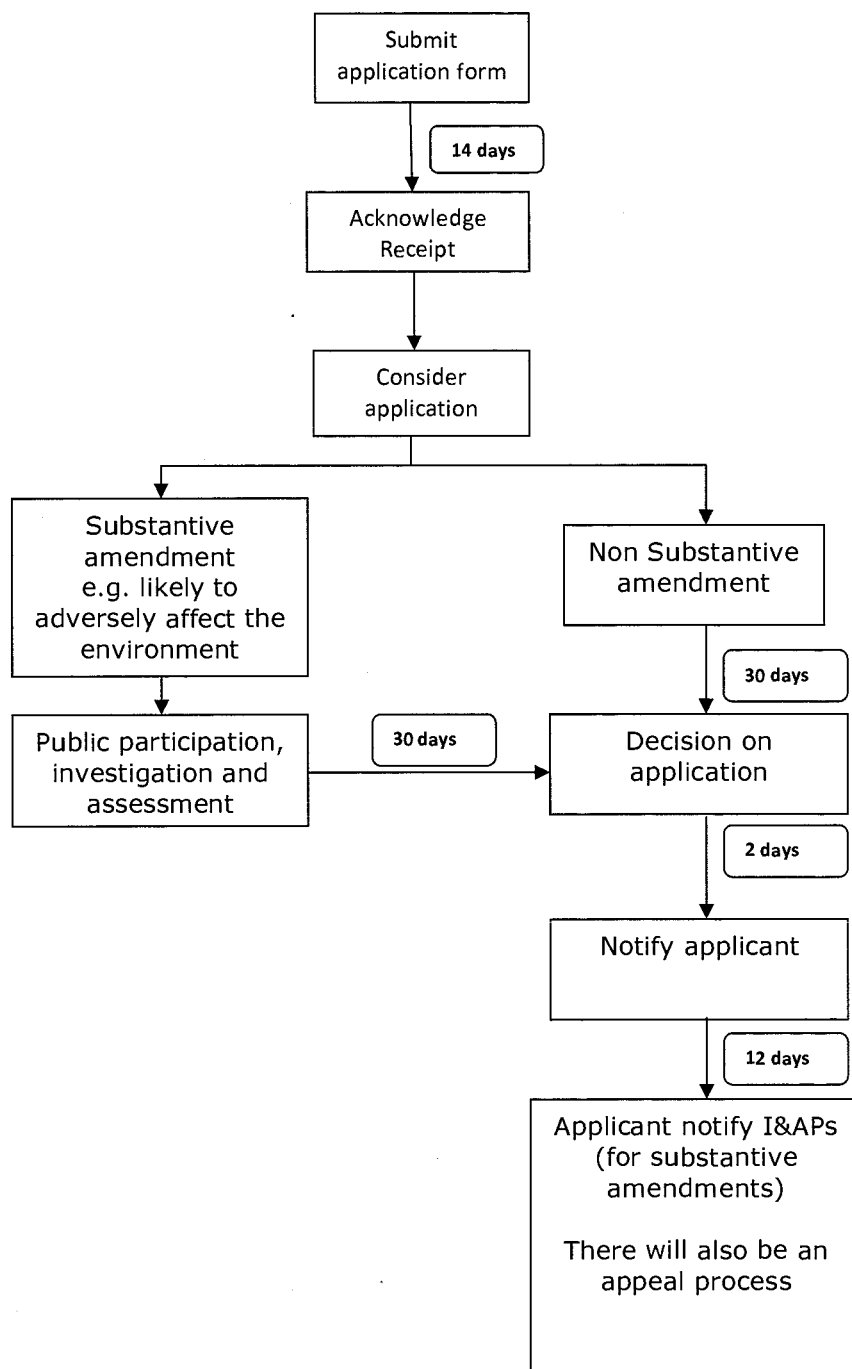 Submit
application form
14 days
Acknowledge
Receipt
Consider
application
Substantive
amendment
e.g. likely to
adversely affect the
environment
Non Substantive
amendment
30 days
Public participation,
investigation and
assessment
30 days
Decision on
application
2 days
Notify applicant
12 days
Applicant notify I&APs
(for substantive
amendments)
There will also be an
appeal process